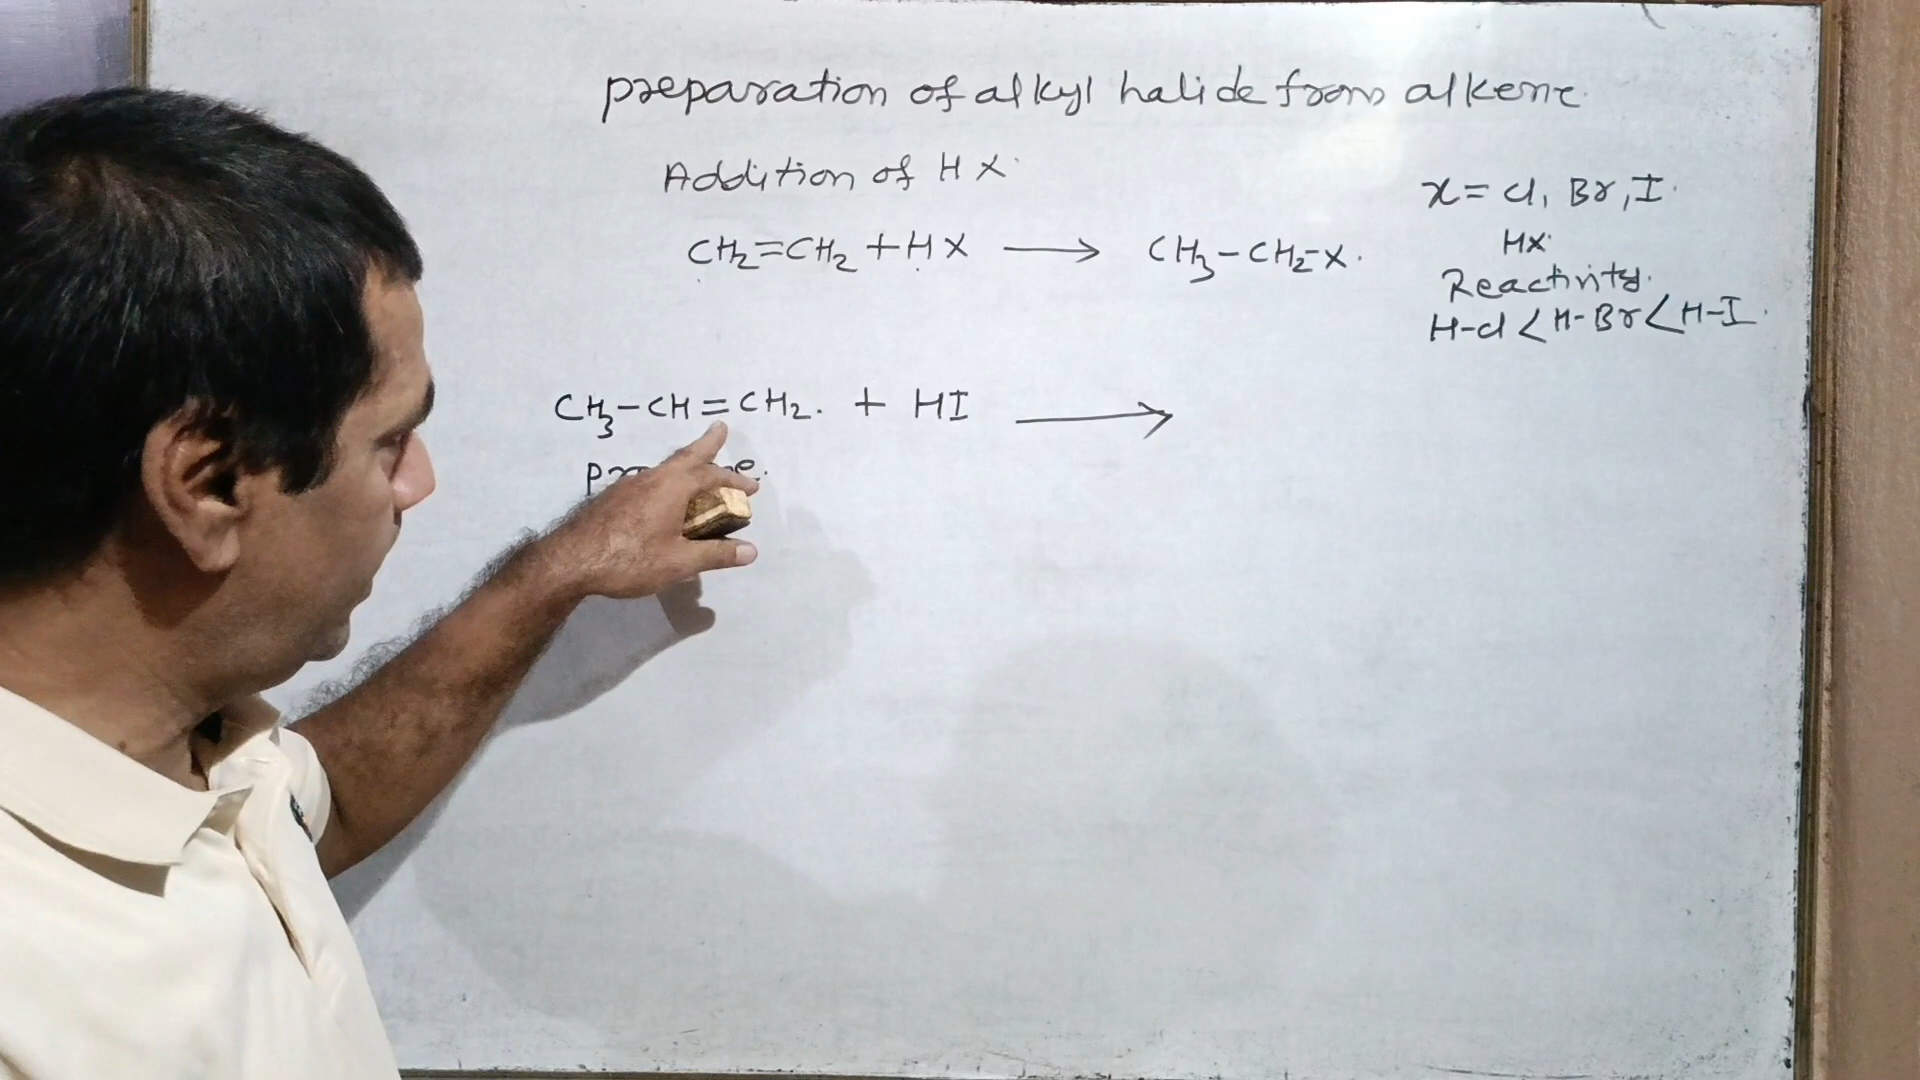 preparation of alkyl halide from alkene.
Addition of HX.
CH₂=CH₂ + HX ⟶ CH₃-CH₂-X.
x = Cl, Br, I.
HX.
Reactivity.
H-Cl < H-Br < H-I.
CH₃-CH=CH₂. + HI ⟶